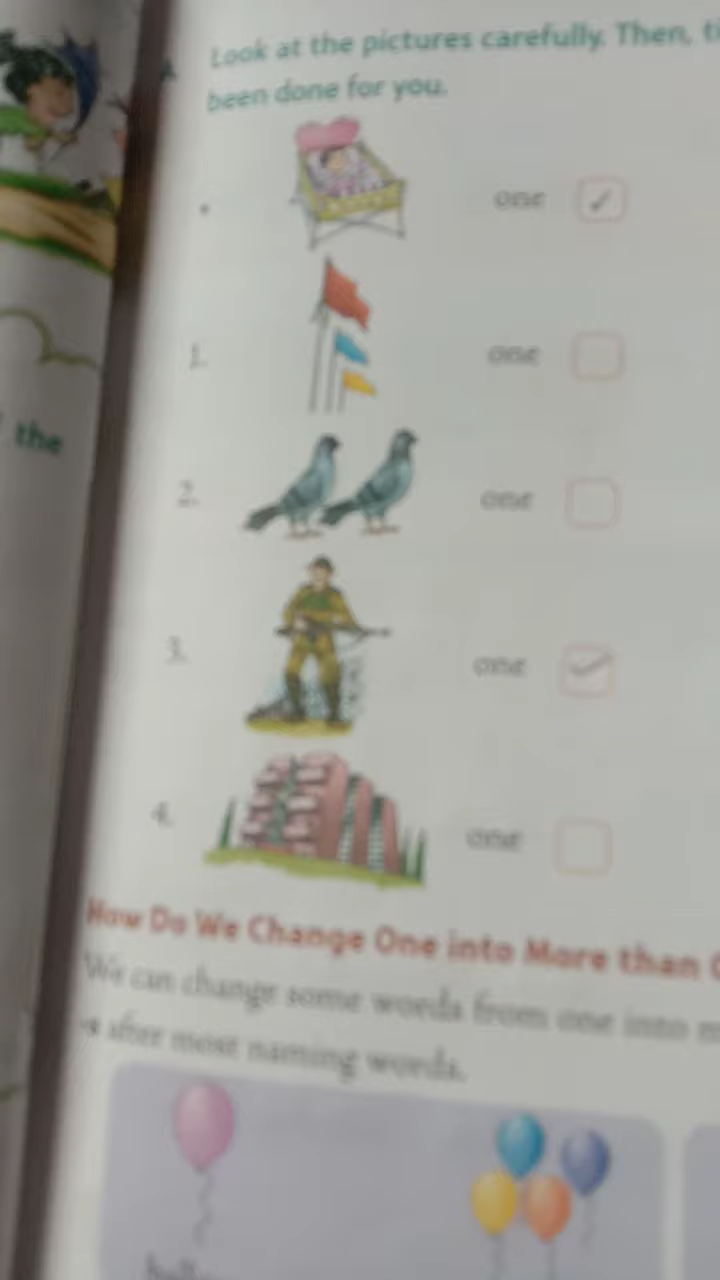 A Look at the pictures carefully. Then, ti
been done for you.
one ✓
1. one
2. one
the
3. one ✓
4. one
How Do We Change One into More than O
We can change some words from one into m
-s after most naming words.